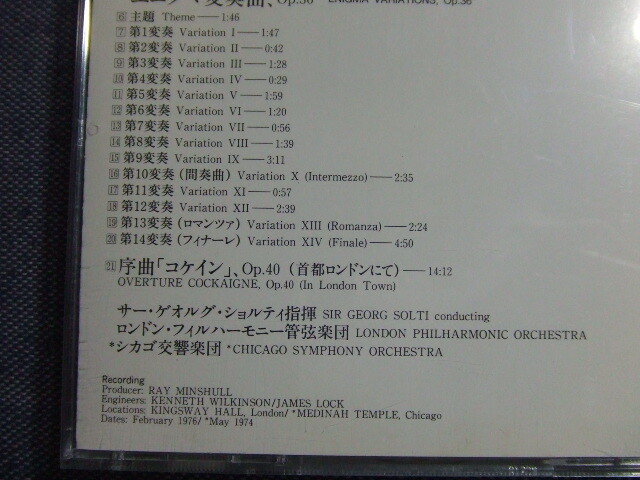 エニグマ変奏曲、Op.36 ENIGMA VARIATIONS, Op.36
6 主題 Theme——1:46
7 第1変奏 Variation I——1:47
8 第2変奏 Variation II——0:42
9 第3変奏 Variation III——1:28
10 第4変奏 Variation IV——0:29
11 第5変奏 Variation V——1:59
12 第6変奏 Variation VI——1:20
13 第7変奏 Variation VII——0:56
14 第8変奏 Variation VIII——1:39
15 第9変奏 Variation IX——3:11
16 第10変奏(間奏曲) Variation X (Intermezzo)——2:35
17 第11変奏 Variation XI——0:57
18 第12変奏 Variation XII——2:39
19 第13変奏(ロマンツァ) Variation XIII (Romanza)——2:24
20 第14変奏(フィナーレ) Variation XIV (Finale)——4:50
21 序曲「コケイン」、Op.40 (首都ロンドンにて)——14:12
OVERTURE COCKAIGNE, Op.40 (In London Town)
サー・ゲオルグ・ショルティ指揮 SIR GEORG SOLTI conducting
ロンドン・フィルハーモニー管弦楽団 LONDON PHILHARMONIC ORCHESTRA
*シカゴ交響楽団 *CHICAGO SYMPHONY ORCHESTRA
Recording
Producer: RAY MINSHULL
Engineers: KENNETH WILKINSON/JAMES LOCK
Locations: KINGSWAY HALL, London/ *MEDINAH TEMPLE, Chicago
Dates: February 1976/ *May 1974